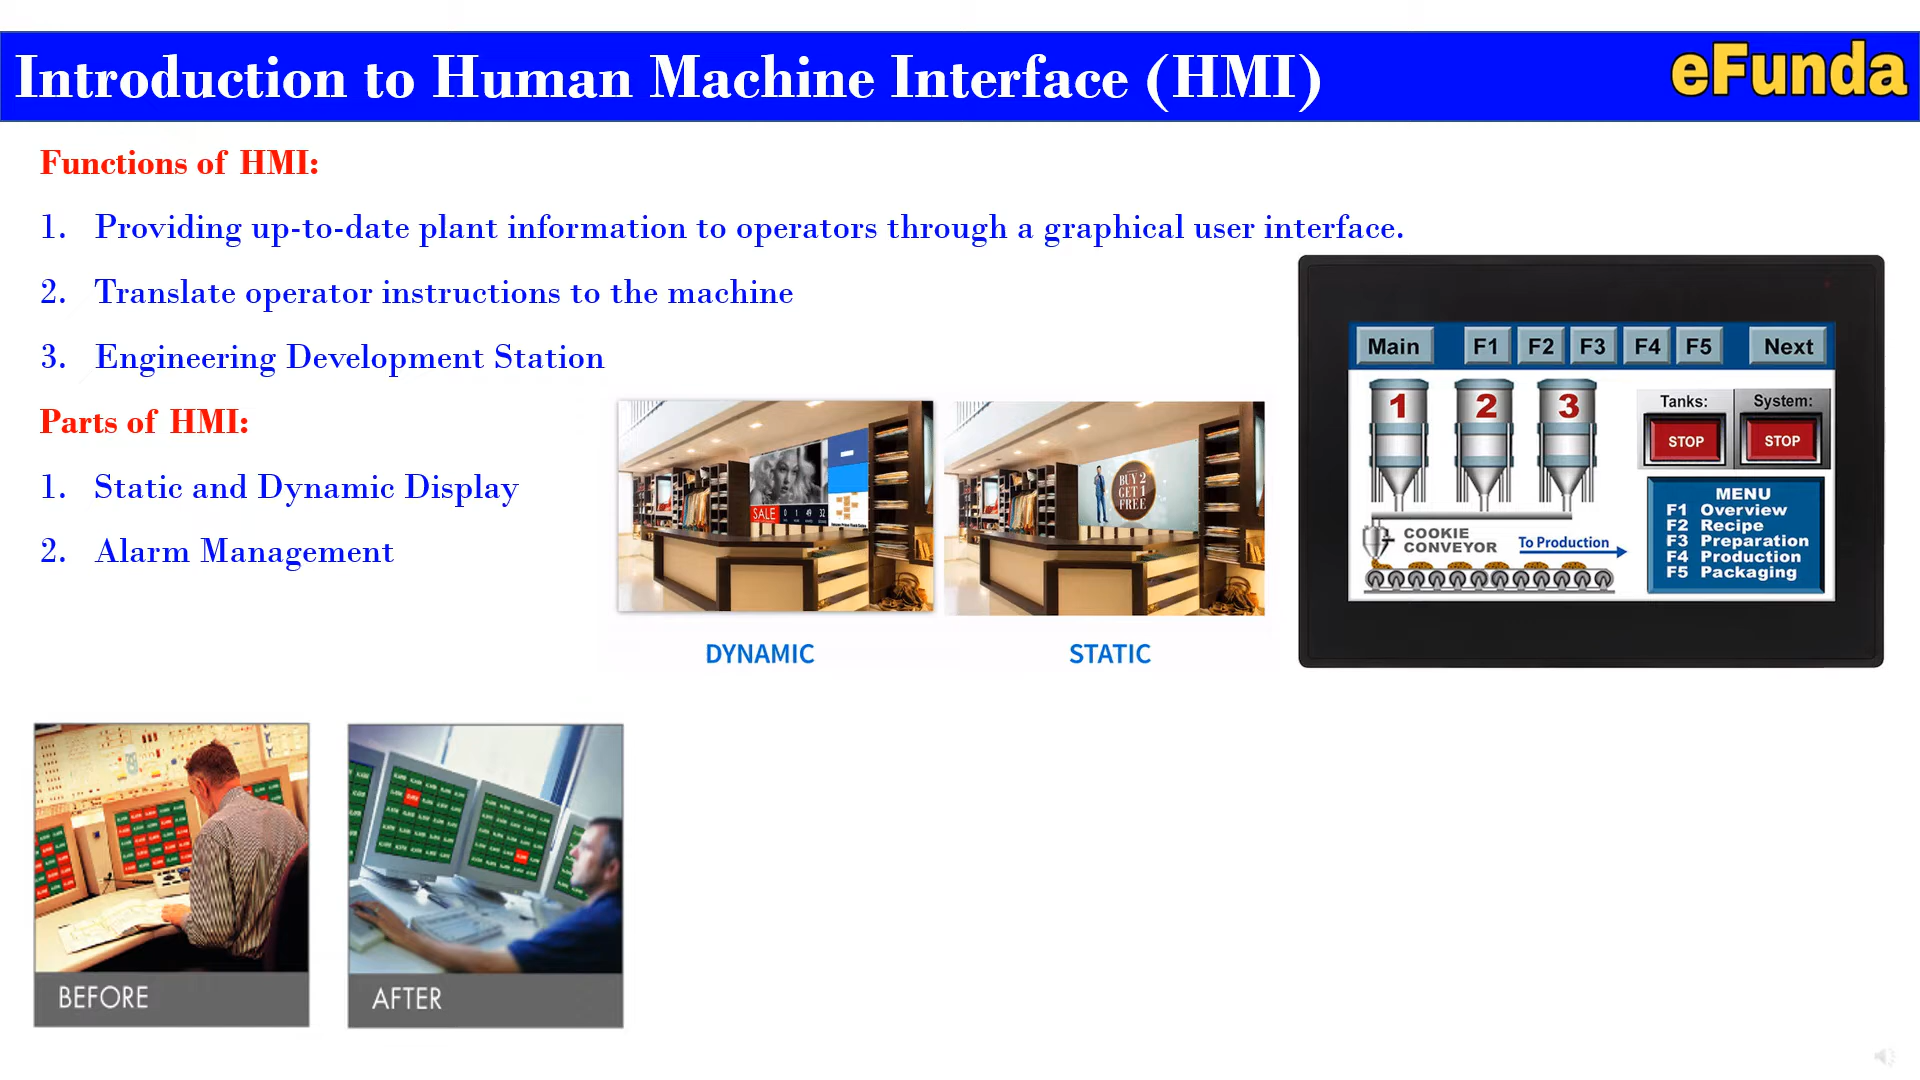 Introduction to Human Machine Interface (HMI)
eFunda
Functions of HMI:
1. Providing up-to-date plant information to operators through a graphical user interface.
2. Translate operator instructions to the machine
3. Engineering Development Station
Parts of HMI:
1. Static and Dynamic Display
2. Alarm Management
SALE
0 1 49 32
DYNAMIC
BUY 2
GET 1
FREE
STATIC
Main F1 F2 F3 F4 F5 Next
1 2 3
Tanks: System:
STOP STOP
COOKIE
CONVEYOR
To Production
MENU
F1 Overview
F2 Recipe
F3 Preparation
F4 Production
F5 Packaging
BEFORE
AFTER